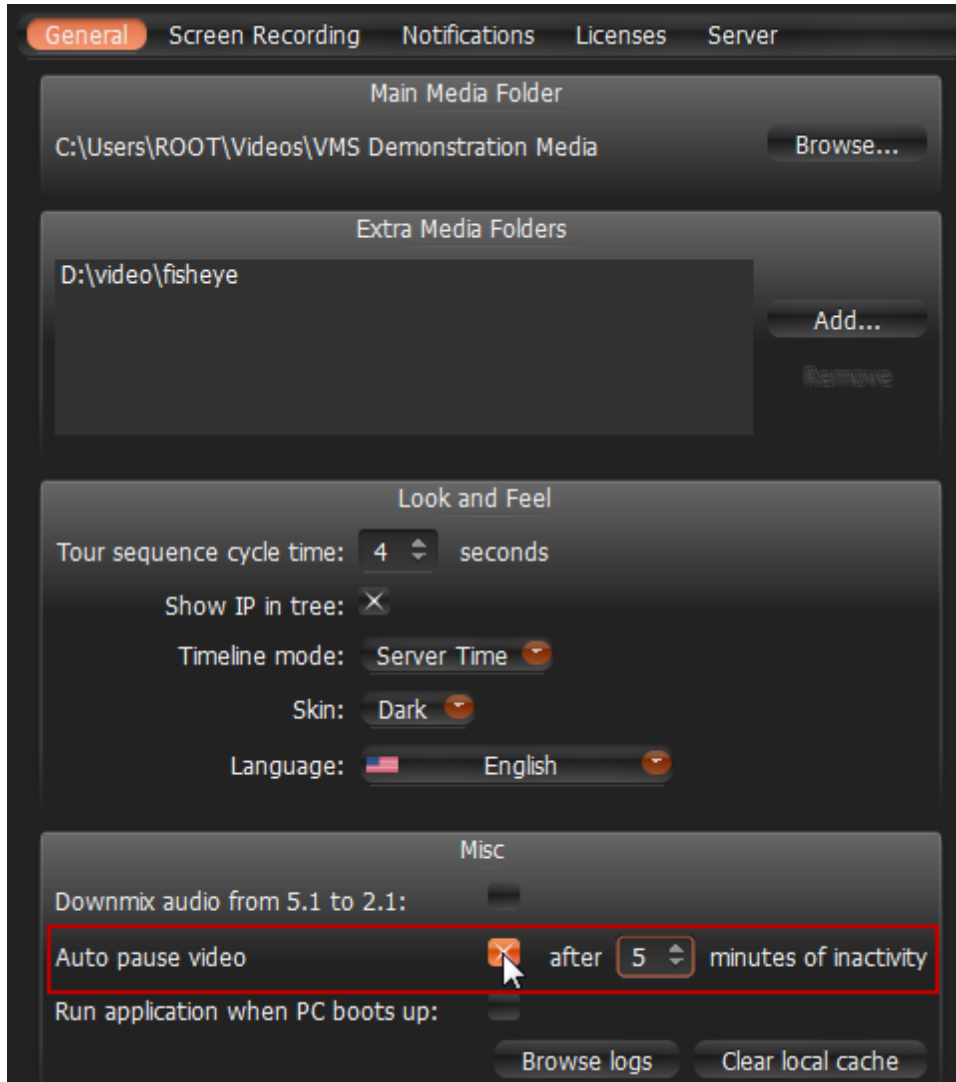 General Screen Recording Notifications Licenses Server
Main Media Folder
C:\Users\ROOT\Videos\VMS Demonstration Media Browse...
Extra Media Folders
D:\video\fisheye
Add...
Remove
Look and Feel
Tour sequence cycle time: 4 seconds
Show IP in tree:
Timeline mode: Server Time
Skin: Dark
Language: English
Misc
Downmix audio from 5.1 to 2.1:
Auto pause video after 5 minutes of inactivity
Run application when PC boots up:
Browse logs Clear local cache